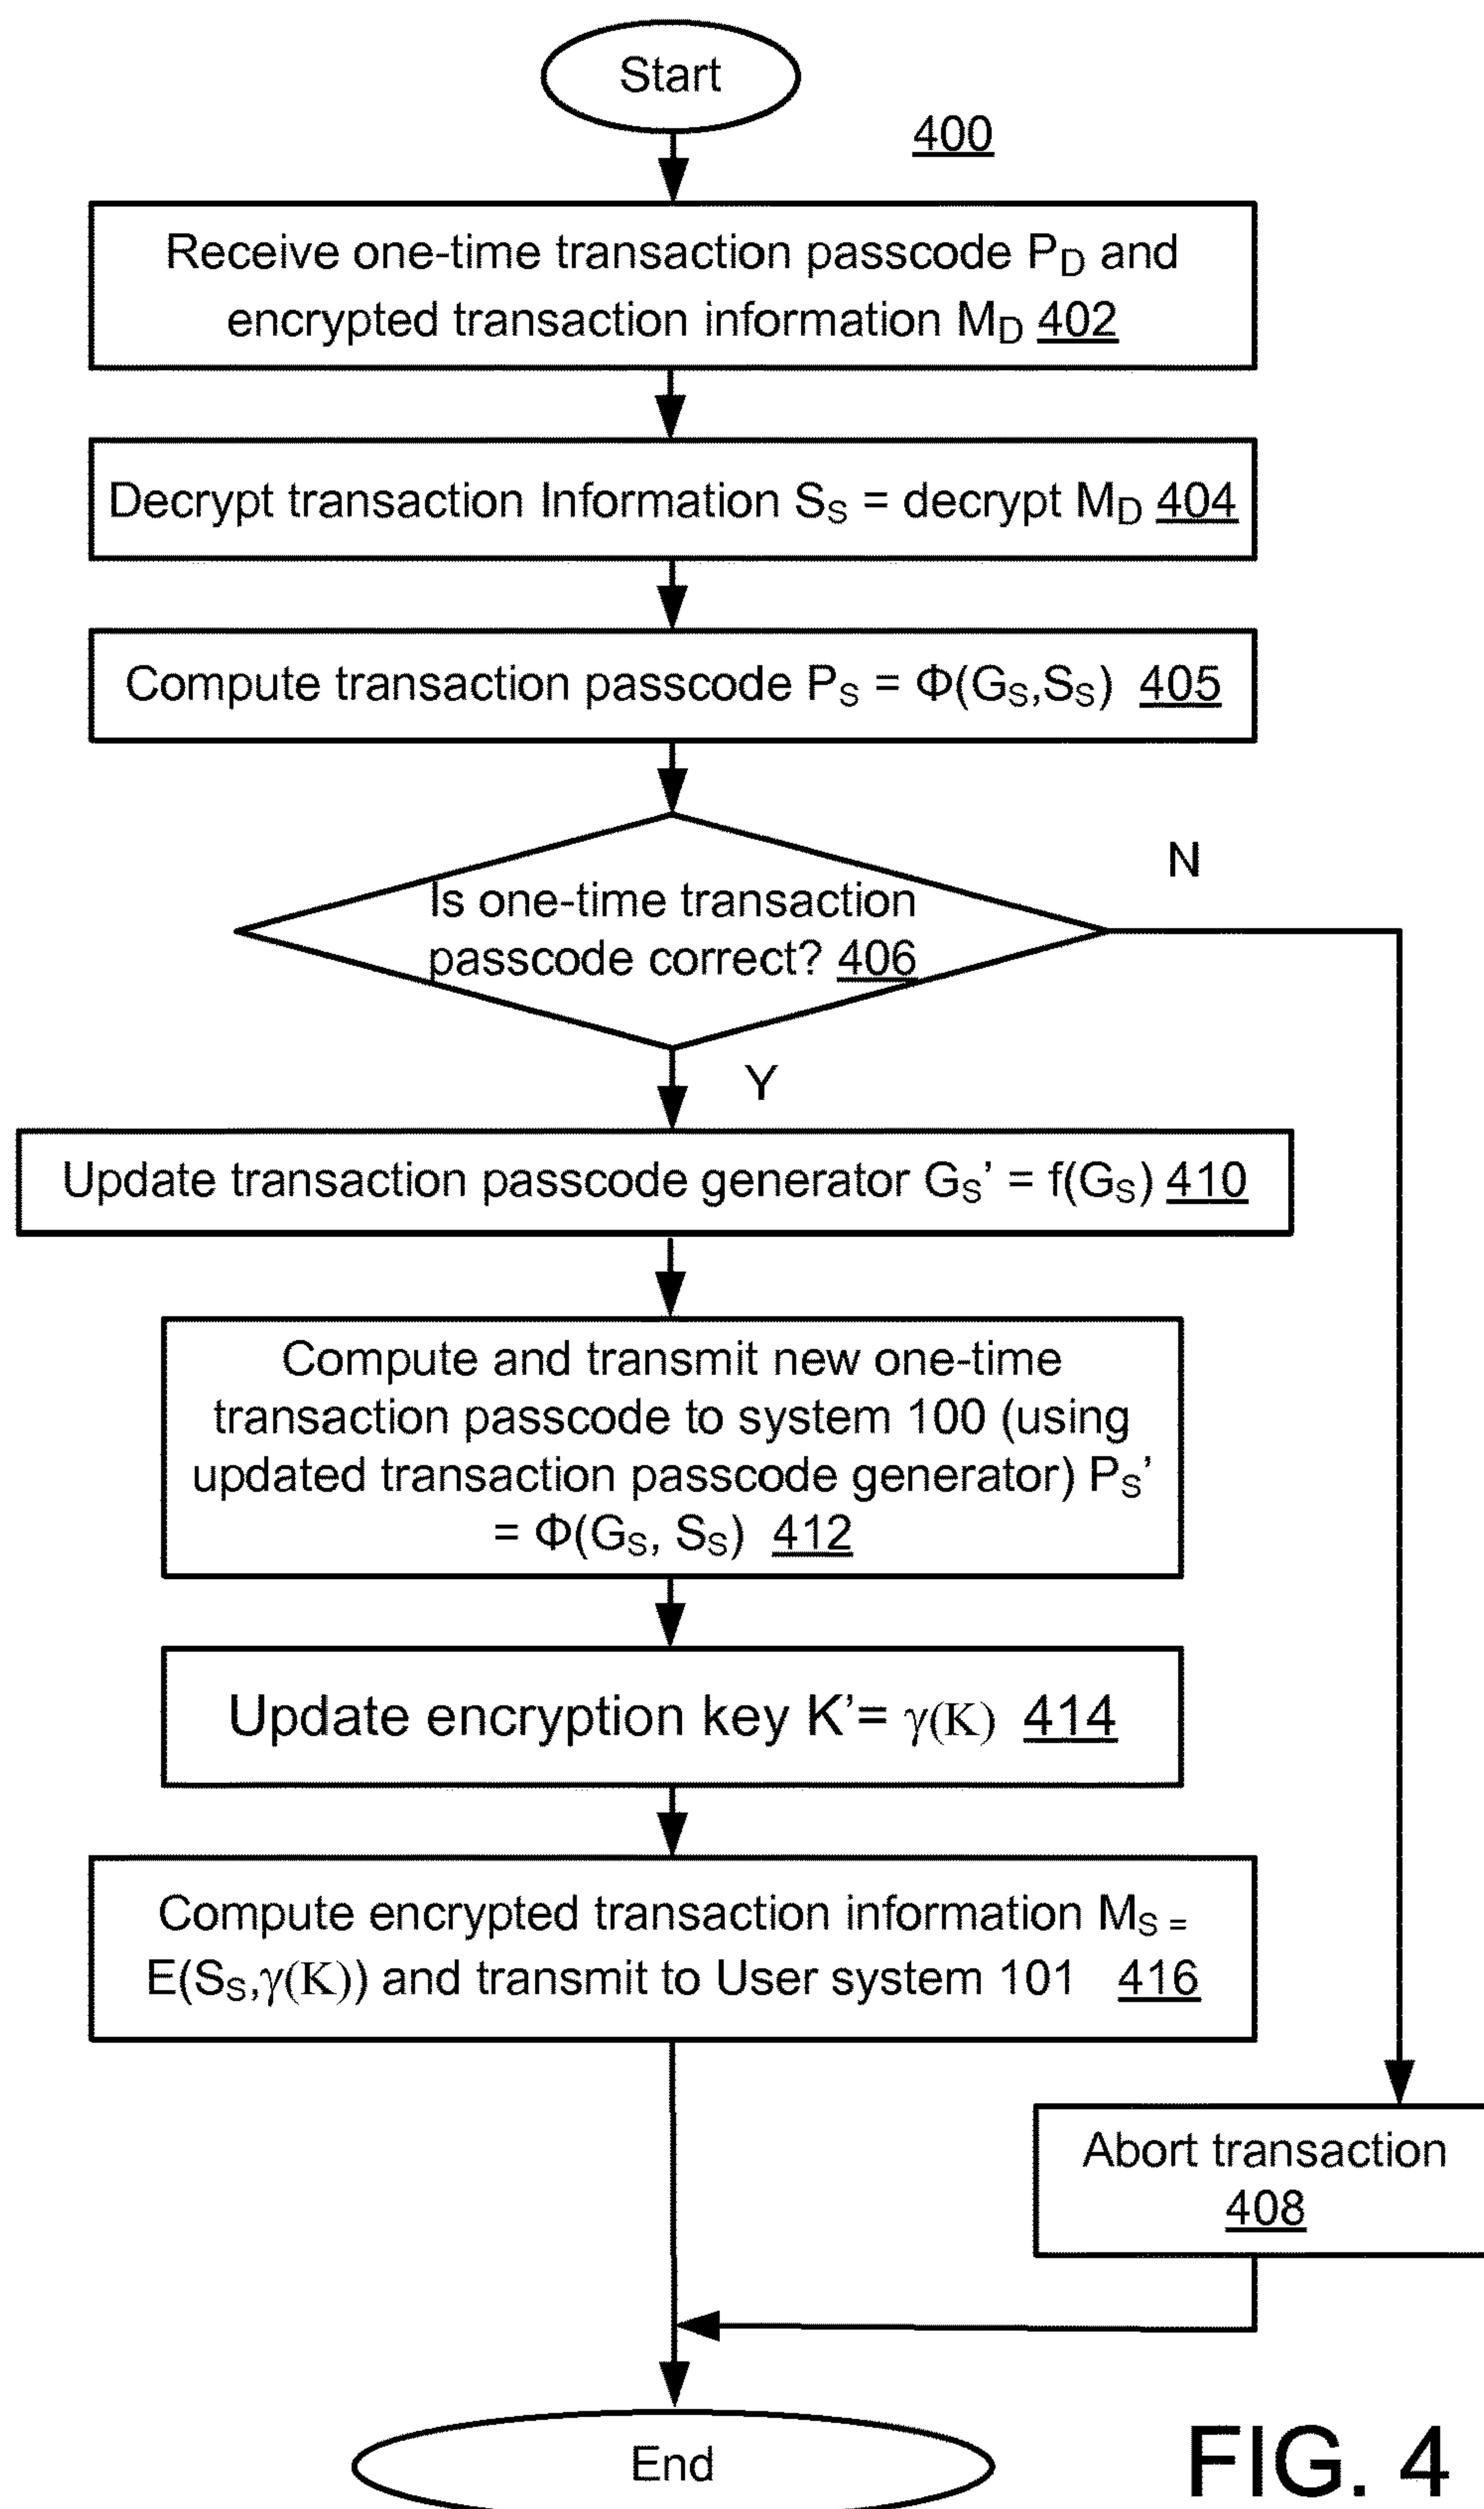 Start
400
Receive one-time transaction passcode PD and
encrypted transaction information MD 402
Decrypt transaction Information SS = decrypt MD 404
Compute transaction passcode PS = Φ(GS,SS) 405
N
Is one-time transaction
passcode correct? 406
Y
Update transaction passcode generator GS’ = f(GS) 410
Compute and transmit new one-time
transaction passcode to system 100 (using
updated transaction passcode generator) PS’
= Φ(GS, SS) 412
Update encryption key K’= γ(K) 414
Compute encrypted transaction information MS =
E(SS,γ(K)) and transmit to User system 101 416
Abort transaction
408
End
FIG. 4